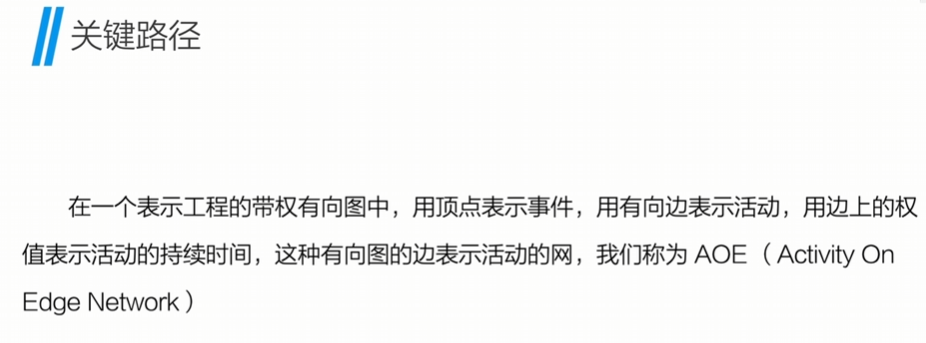 关键路径
在一个表示工程的带权有向图中，用顶点表示事件，用有向边表示活动，用边上的权
值表示活动的持续时间，这种有向图的边表示活动的网，我们称为 AOE（Activity On
Edge Network）